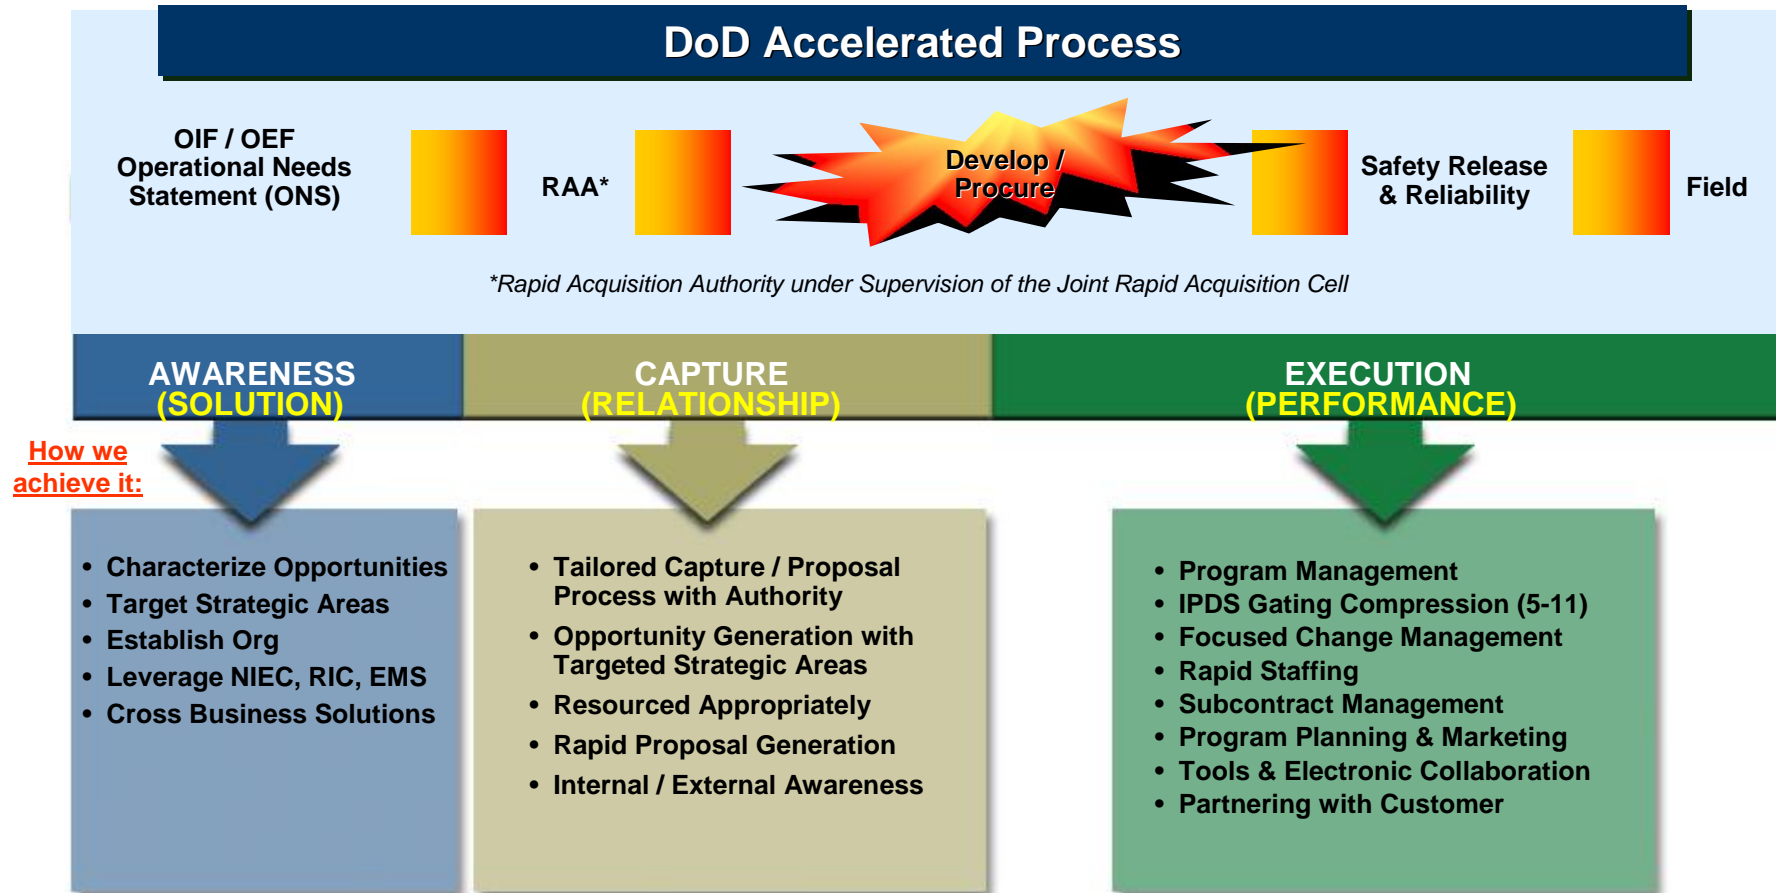 DoD Accelerated Process
OIF / OEF
Operational Needs
Statement (ONS)
RAA*
Develop /
Procure
Safety Release
& Reliability
Field
*Rapid Acquisition Authority under Supervision of the Joint Rapid Acquisition Cell
AWARENESS
(SOLUTION)
CAPTURE
(RELATIONSHIP)
EXECUTION
(PERFORMANCE)
How we
achieve it:
• Characterize Opportunities
• Target Strategic Areas
• Establish Org
• Leverage NIEC, RIC, EMS
• Cross Business Solutions
• Tailored Capture / Proposal
Process with Authority
• Opportunity Generation with
Targeted Strategic Areas
• Resourced Appropriately
• Rapid Proposal Generation
• Internal / External Awareness
• Program Management
• IPDS Gating Compression (5-11)
• Focused Change Management
• Rapid Staffing
• Subcontract Management
• Program Planning & Marketing
• Tools & Electronic Collaboration
• Partnering with Customer